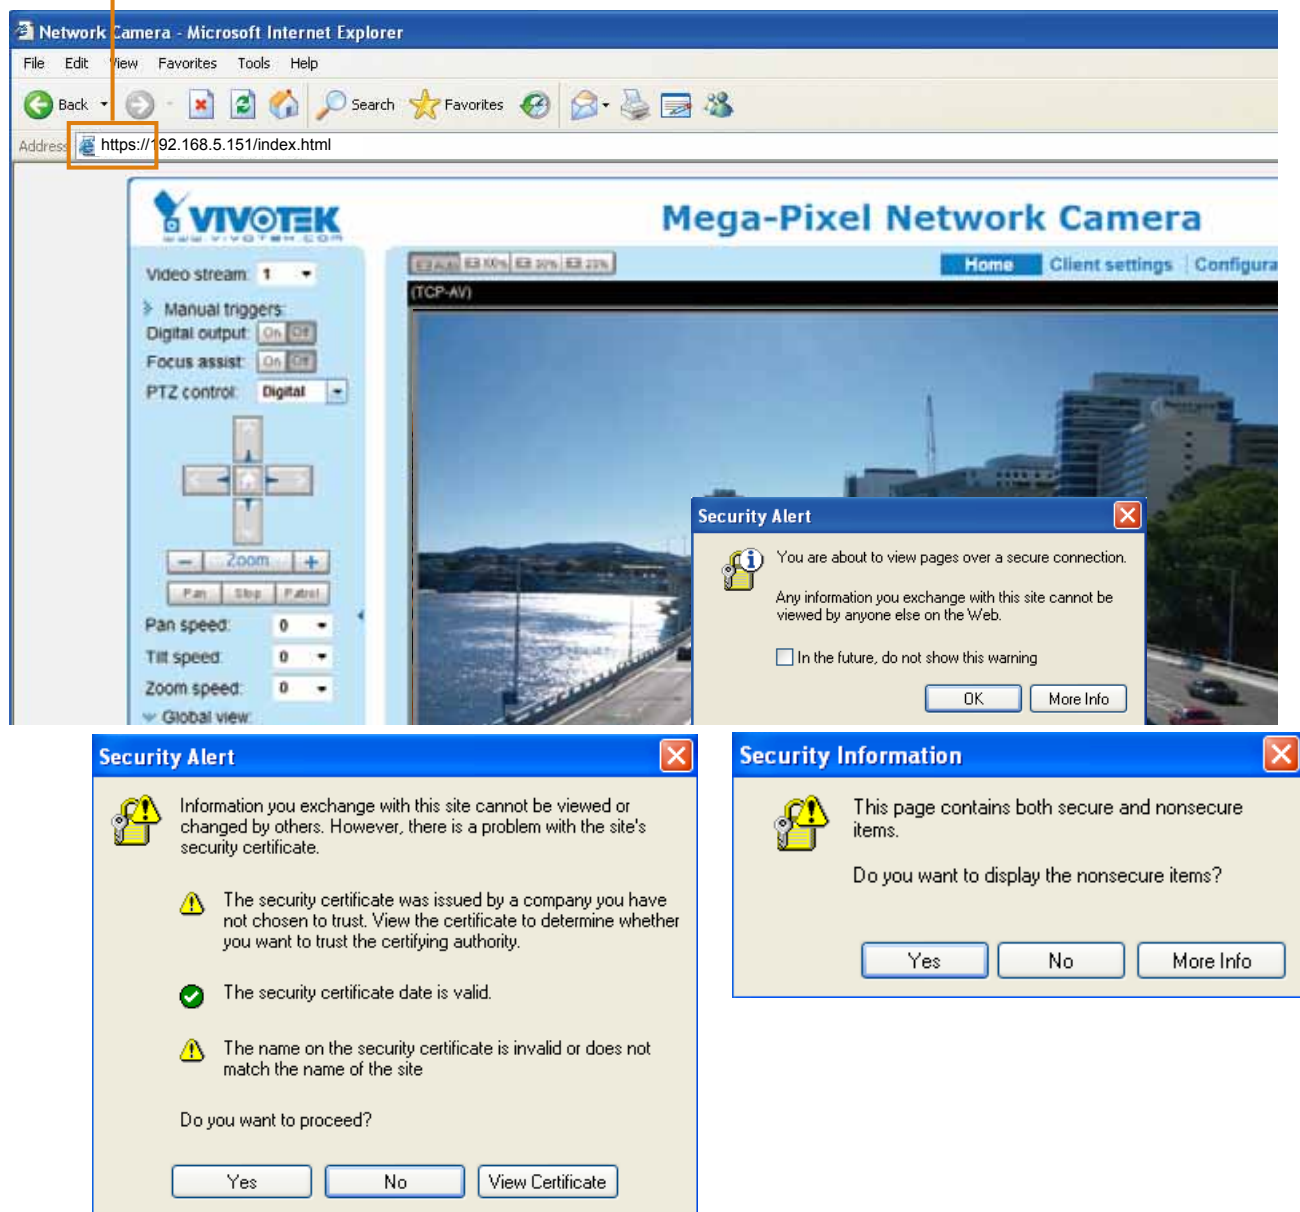 Network Camera - Microsoft Internet Explorer
File Edit View Favorites Tools Help
Back Search Favorites
Address https://192.168.5.151/index.html
VIVOTEK
www.vivotek.com
Mega-Pixel Network Camera
Video stream: 1
Auto 100% 50% 25%
Home Client settings Configura
(TCP-AV)
Manual triggers:
Digital output: On Off
Focus assist: On Off
PTZ control: Digital
Zoom
Pan Stop Patrol
Pan speed: 0
Tilt speed: 0
Zoom speed: 0
Global view:
Security Alert
You are about to view pages over a secure connection.
Any information you exchange with this site cannot be
viewed by anyone else on the Web.
In the future, do not show this warning
OK More Info
Security Alert
Information you exchange with this site cannot be viewed or
changed by others. However, there is a problem with the site's
security certificate.
The security certificate was issued by a company you have
not chosen to trust. View the certificate to determine whether
you want to trust the certifying authority.
The security certificate date is valid.
The name on the security certificate is invalid or does not
match the name of the site
Do you want to proceed?
Yes No View Certificate
Security Information
This page contains both secure and nonsecure
items.
Do you want to display the nonsecure items?
Yes No More Info